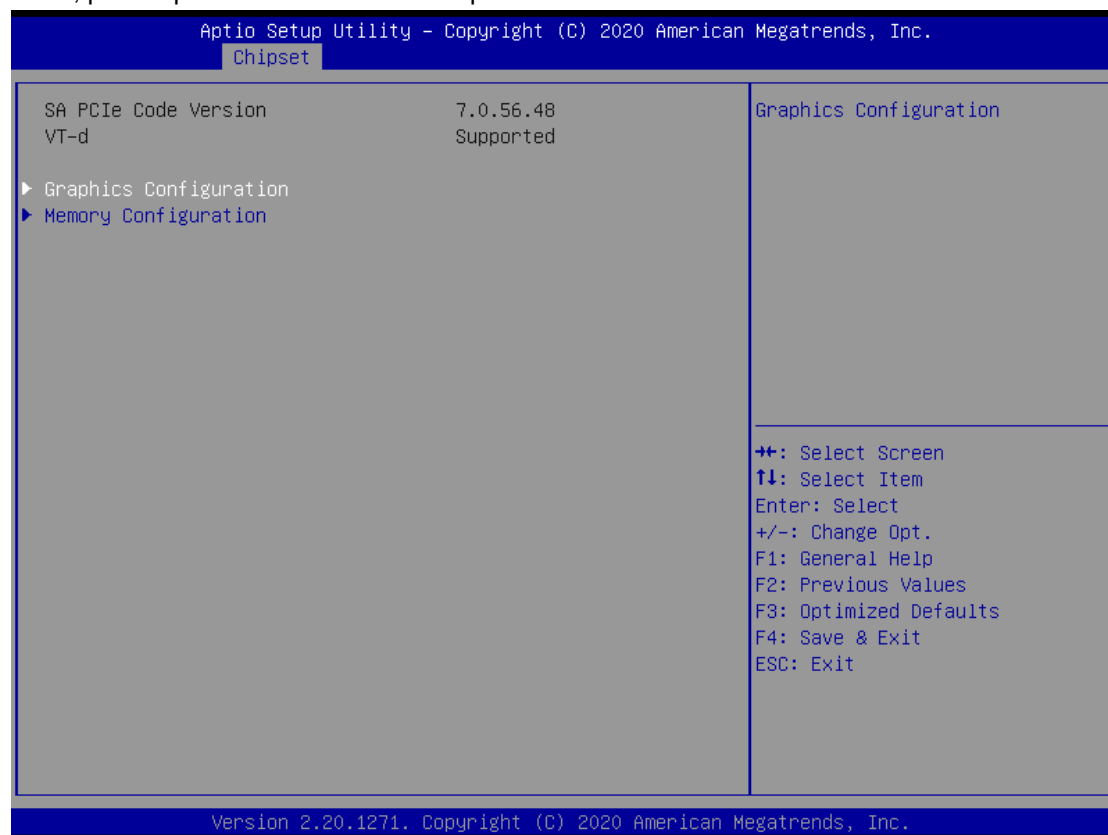 Aptio Setup Utility – Copyright (C) 2020 American Megatrends, Inc.
Chipset
SA PCIe Code Version 7.0.56.48
VT-d Supported
▶ Graphics Configuration
▶ Memory Configuration
Graphics Configuration
→←: Select Screen
↑↓: Select Item
Enter: Select
+/-: Change Opt.
F1: General Help
F2: Previous Values
F3: Optimized Defaults
F4: Save & Exit
ESC: Exit
Version 2.20.1271. Copyright (C) 2020 American Megatrends, Inc.